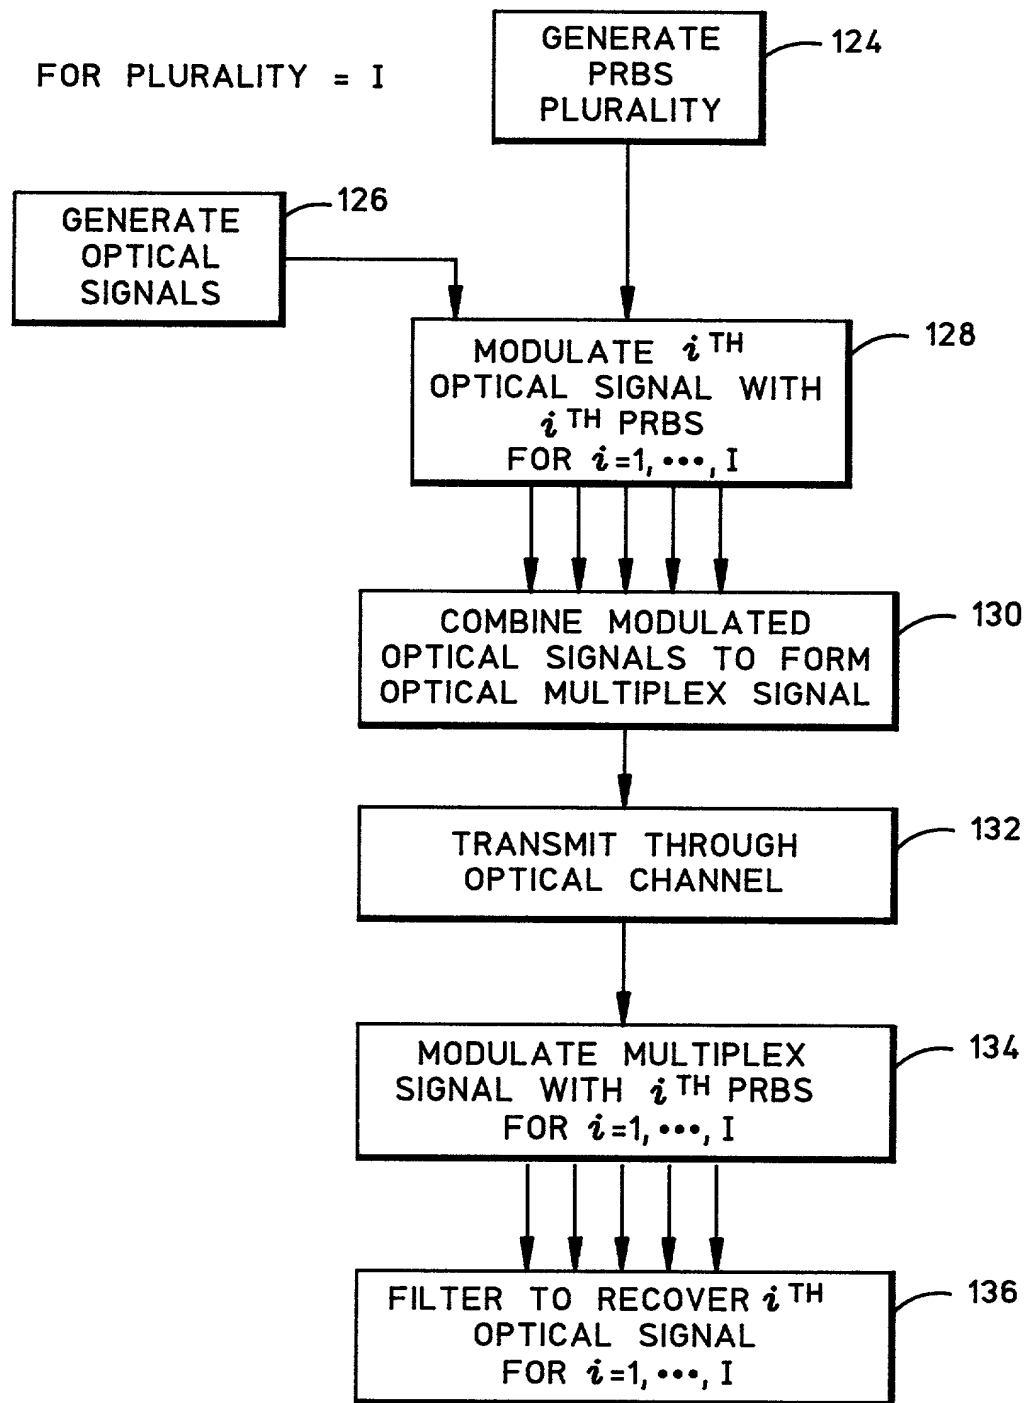 FOR PLURALITY = I
GENERATE
PRBS
PLURALITY
124
GENERATE
OPTICAL
SIGNALS
126
MODULATE iTH
OPTICAL SIGNAL WITH
iTH PRBS
FOR i=1, •••, I
128
COMBINE MODULATED
OPTICAL SIGNALS TO FORM
OPTICAL MULTIPLEX SIGNAL
130
TRANSMIT THROUGH
OPTICAL CHANNEL
132
MODULATE MULTIPLEX
SIGNAL WITH iTH PRBS
FOR i=1, •••, I
134
FILTER TO RECOVER iTH
OPTICAL SIGNAL
FOR i=1, •••, I
136